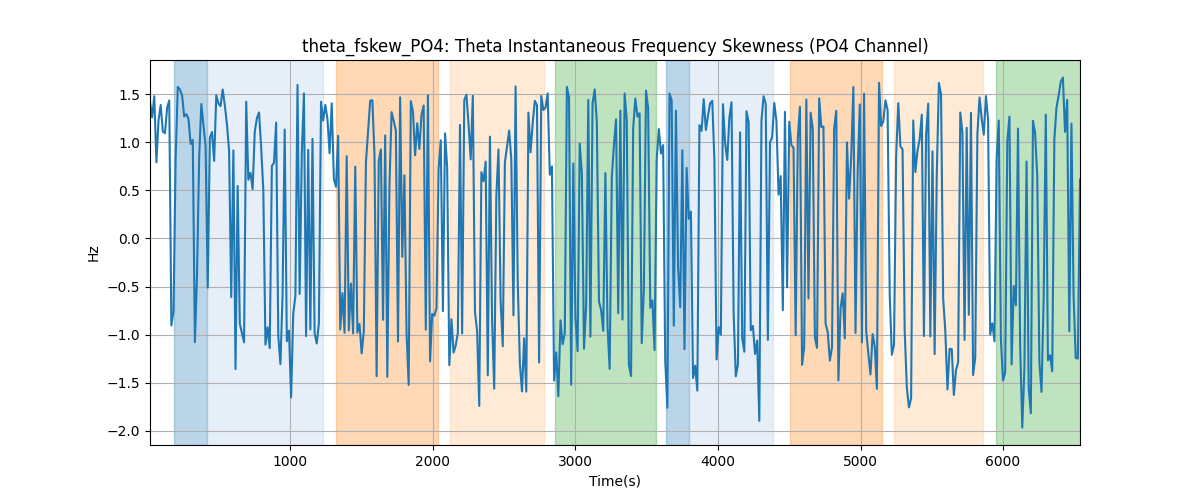 theta_fskew_PO4: Theta Instantaneous Frequency Skewness (PO4 Channel)
1.5
1.0
0.5
0.0
−0.5
−1.0
−1.5
−2.0
Hz
1000 2000 3000 4000 5000 6000
Time(s)